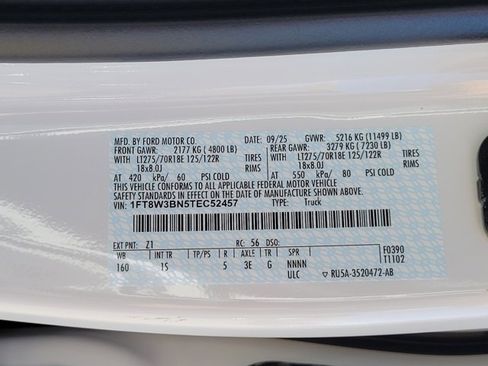 MFD. BY FORD MOTOR CO. 09/25 GVWR: 5216 KG (11499 LB)
FRONT GAWR: 2177 KG (4800 LB) REAR GAWR: 3279 KG (7230 LB)
WITH LT275/70R18E 125/122R TIRES WITH LT275/70R18E 125/122R TIRES
18x8.0J RIMS 18x8.0J RIMS
AT 420 kPa/ 60 PSI COLD AT 550 kPa/ 80 PSI COLD
THIS VEHICLE CONFORMS TO ALL APPLICABLE FEDERAL MOTOR VEHICLE
SAFETY STANDARDS IN EFFECT ON THE DATE OF MANUFACTURE SHOWN ABOVE.
VIN: 1FT8W3BN5TEC52457 TYPE: Truck
EXT PNT: Z1 RC: 56 DSO:
WB INT TR TP/PS R AXLE TR SPR F0390
160 1S 5 3E G NNNN T1102
ULC RU5A-3520472-AB